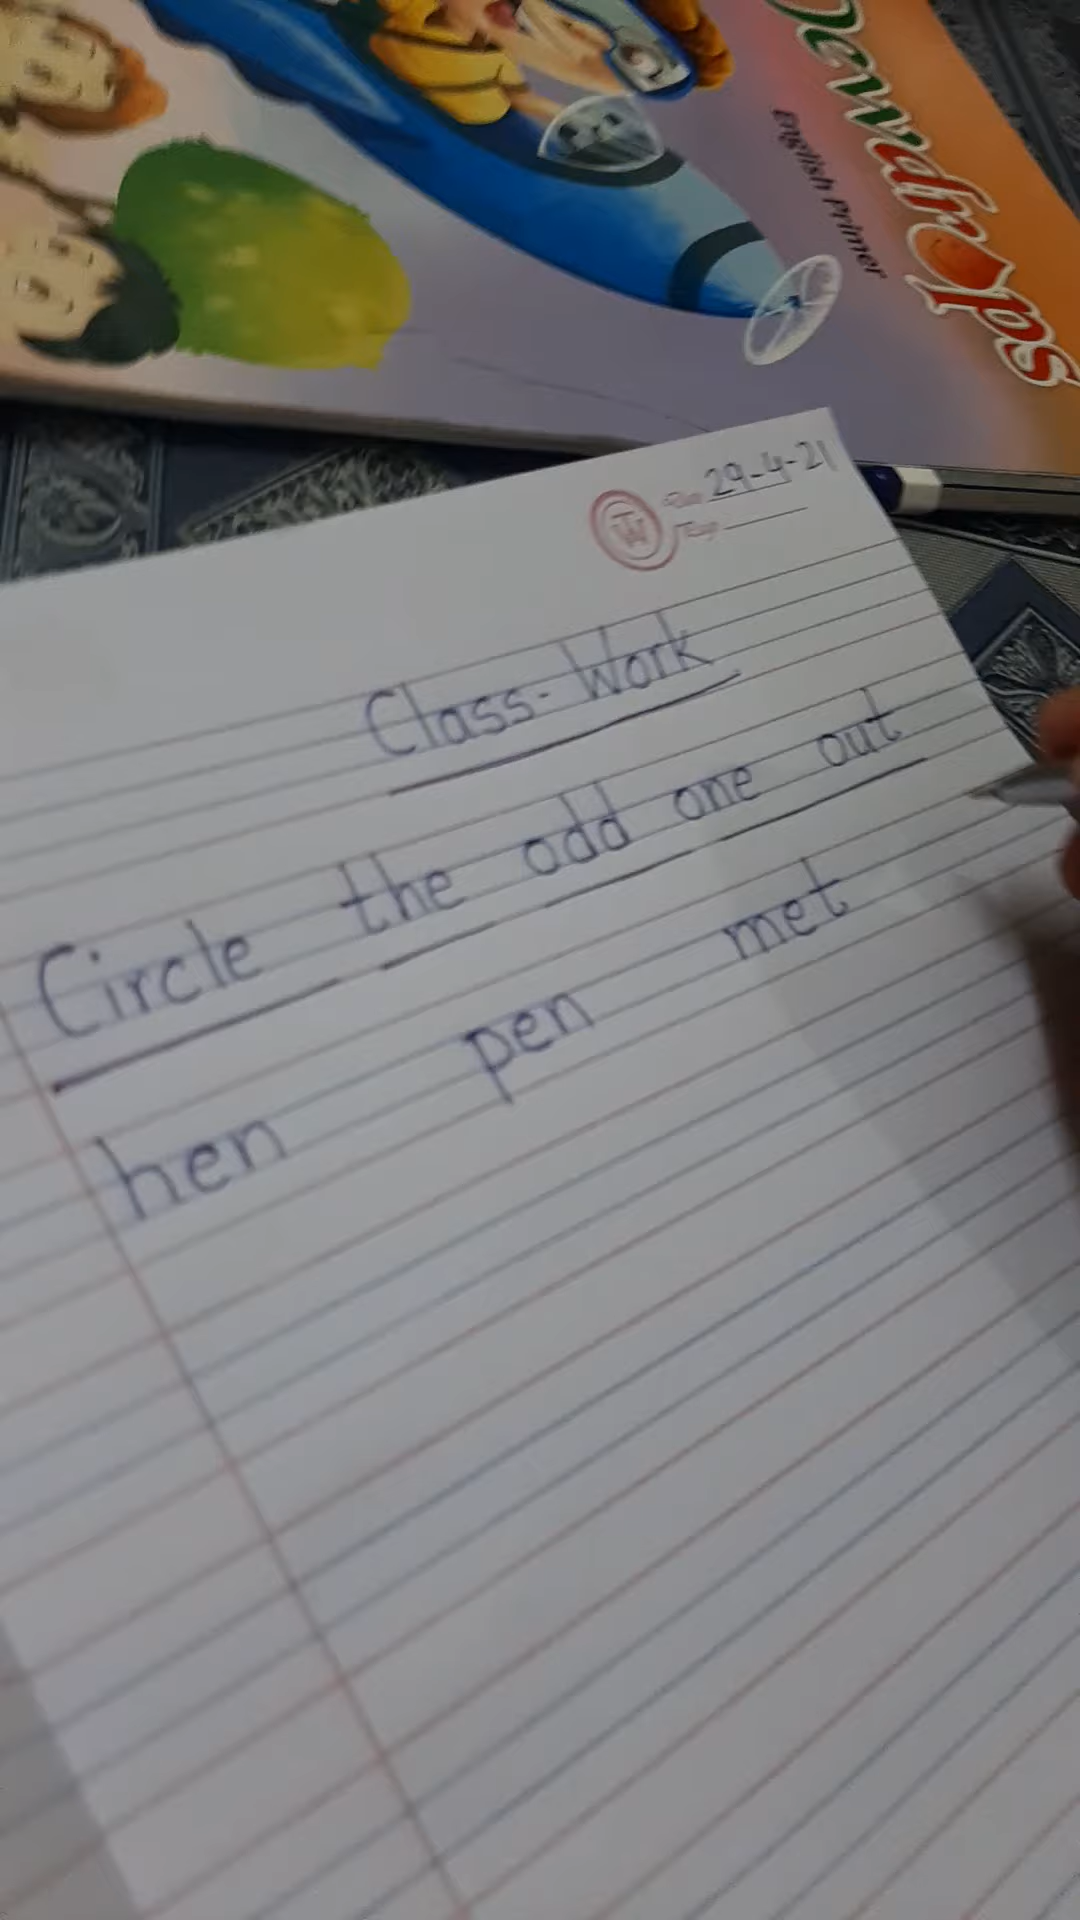 Dewdrops
English Primer
29-4-21
Class-Work
Circle the odd one out
hen pen met